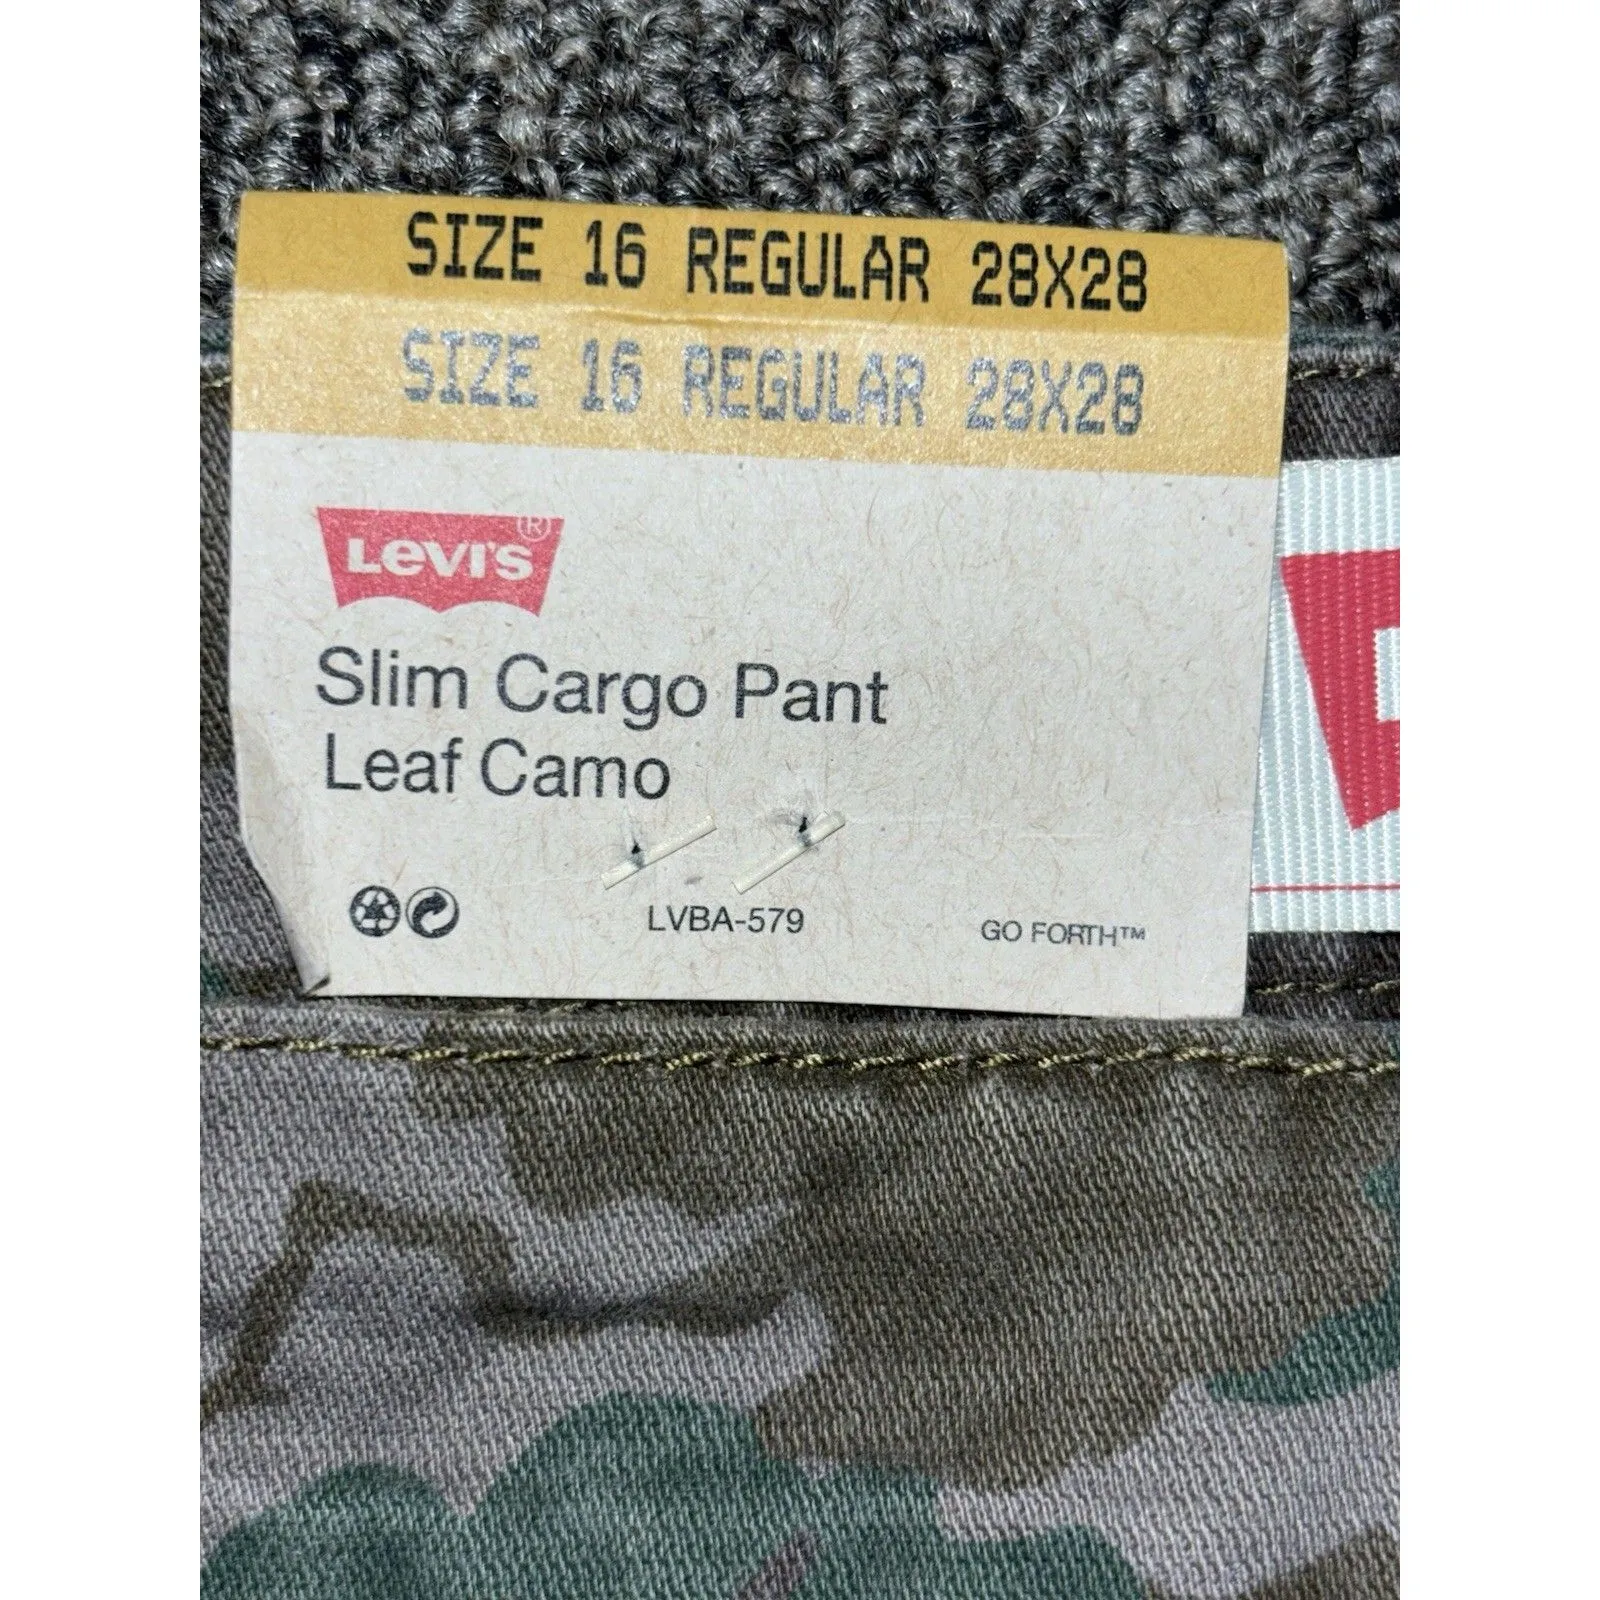 SIZE 16 REGULAR 28X28
SIZE 16 REGULAR 28X28
LEVI'S®
Slim Cargo Pant
Leaf Camo
LVBA-579
GO FORTH™